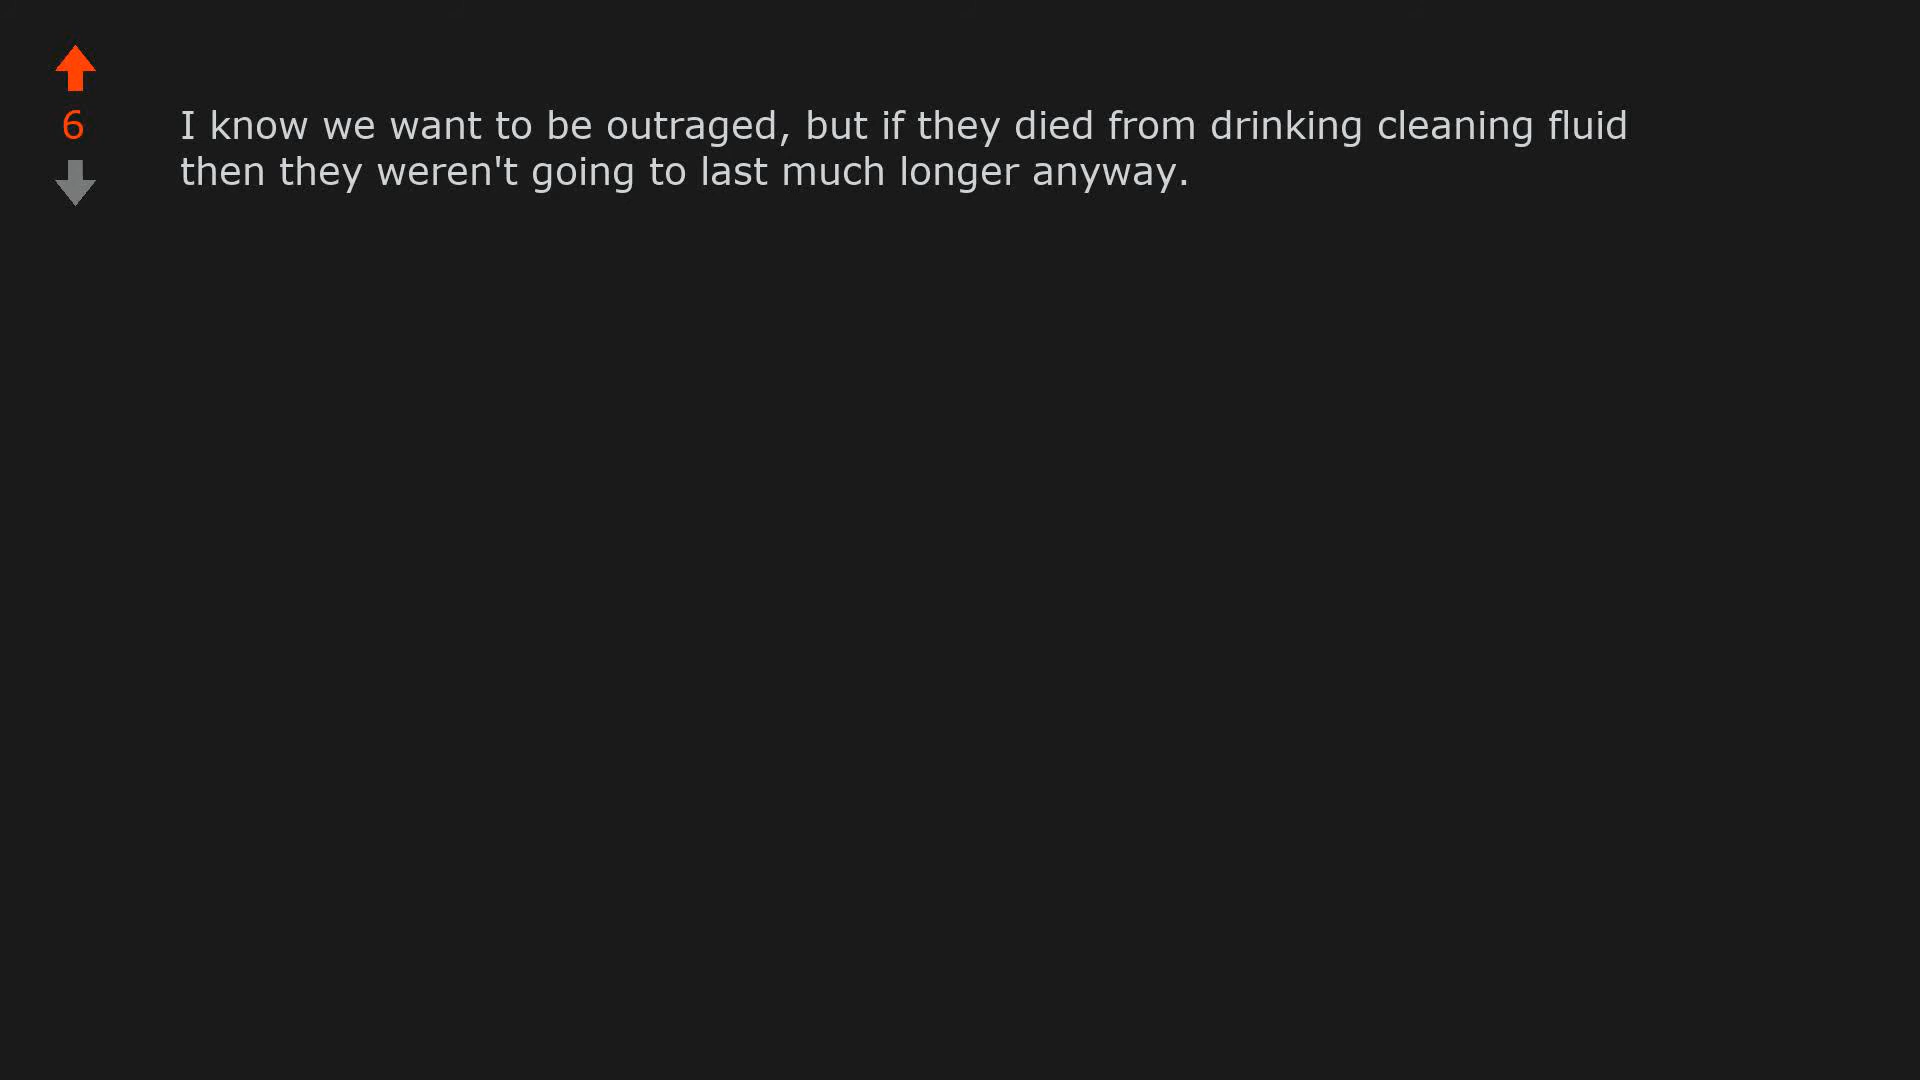 6
I know we want to be outraged, but if they died from drinking cleaning fluid
then they weren't going to last much longer anyway.